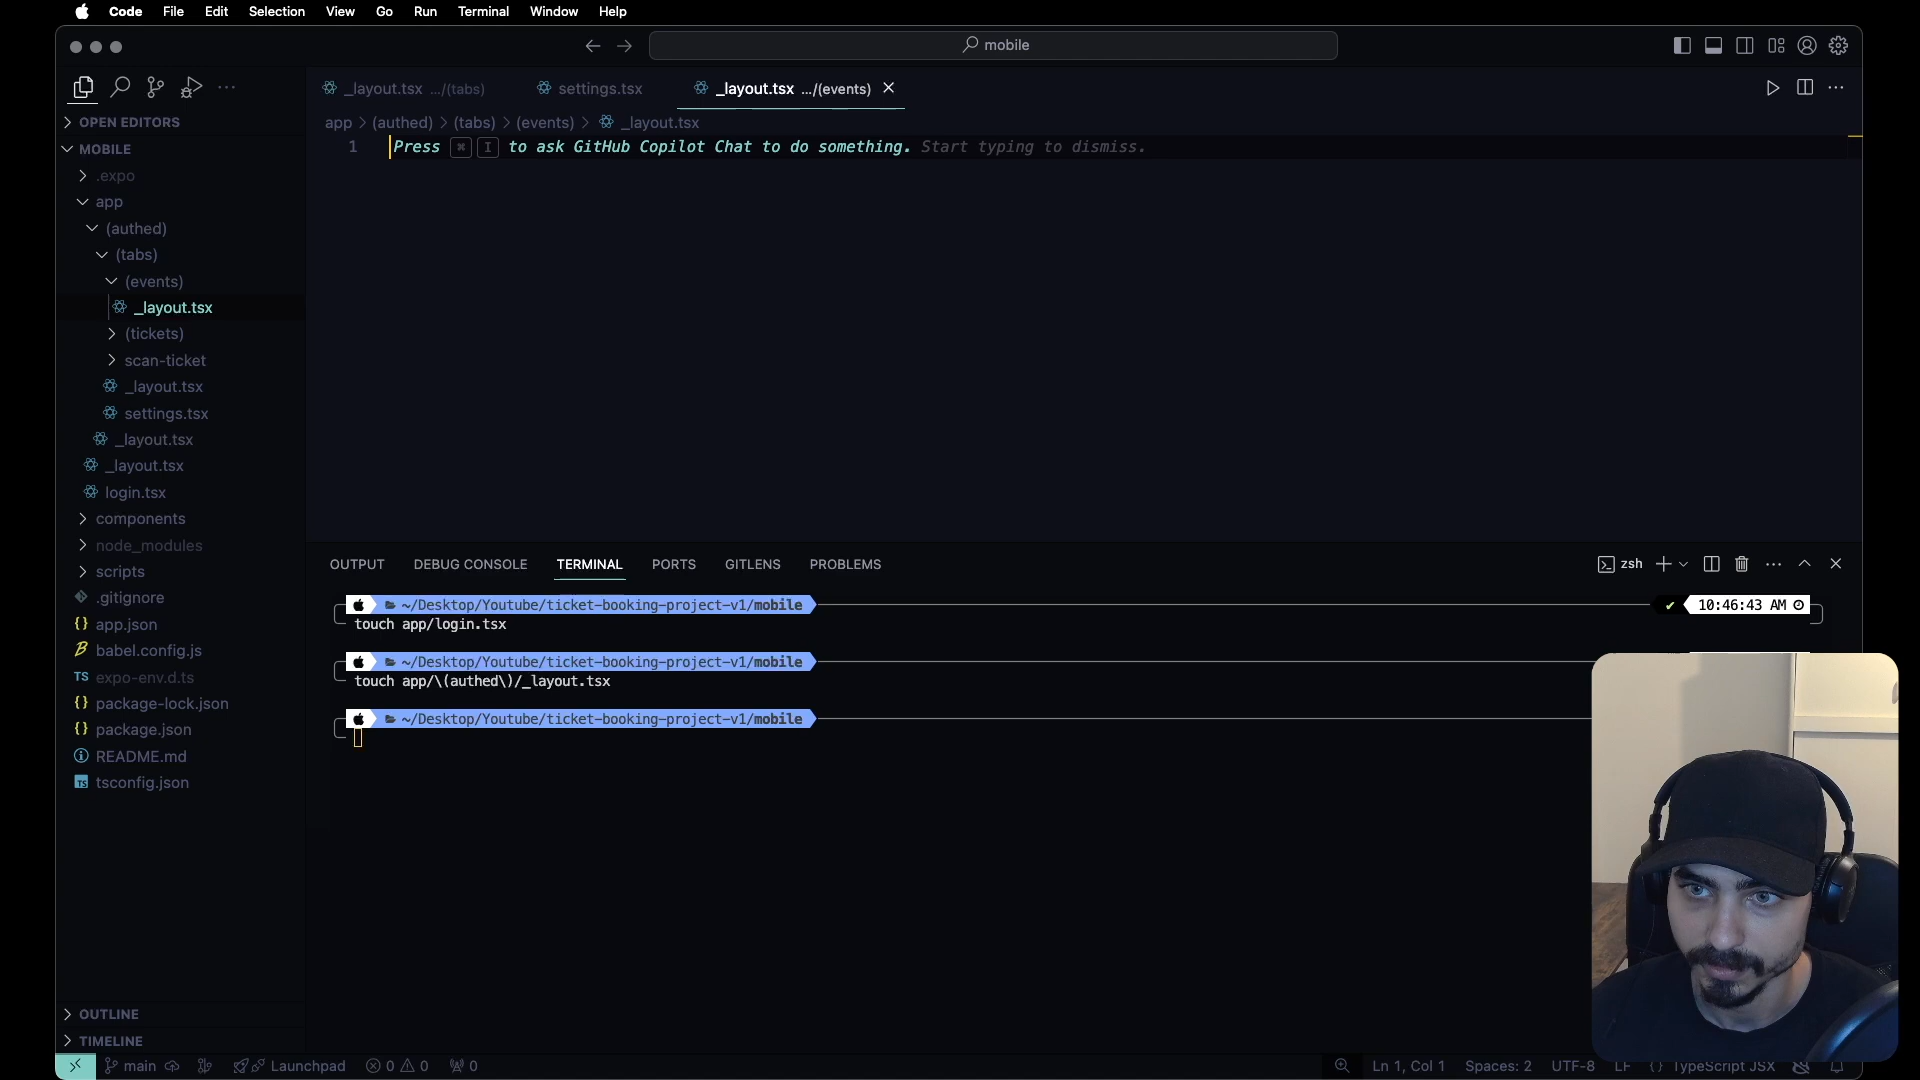 Code File Edit Selection View Go Run Terminal Window Help
mobile
_layout.tsx .../(tabs)
settings.tsx
_layout.tsx .../(events)
OPEN EDITORS
app > (authed) > (tabs) > (events) > _layout.tsx
MOBILE
1 Press ⌘ I to ask GitHub Copilot Chat to do something. Start typing to dismiss.
.expo
app
(authed)
(tabs)
(events)
_layout.tsx
(tickets)
scan-ticket
_layout.tsx
settings.tsx
_layout.tsx
_layout.tsx
login.tsx
components
node_modules
scripts
.gitignore
app.json
babel.config.js
TS expo-env.d.ts
package-lock.json
package.json
README.md
TS tsconfig.json
OUTPUT DEBUG CONSOLE TERMINAL PORTS GITLENS PROBLEMS
zsh
~/Desktop/Youtube/ticket-booking-project-v1/mobile
10:46:43 AM
touch app/login.tsx
~/Desktop/Youtube/ticket-booking-project-v1/mobile
touch app/\(authed\)/_layout.tsx
~/Desktop/Youtube/ticket-booking-project-v1/mobile
OUTLINE
TIMELINE
main Launchpad 0 0 0
Ln 1, Col 1 Spaces: 2 UTF-8 LF {} TypeScript JSX